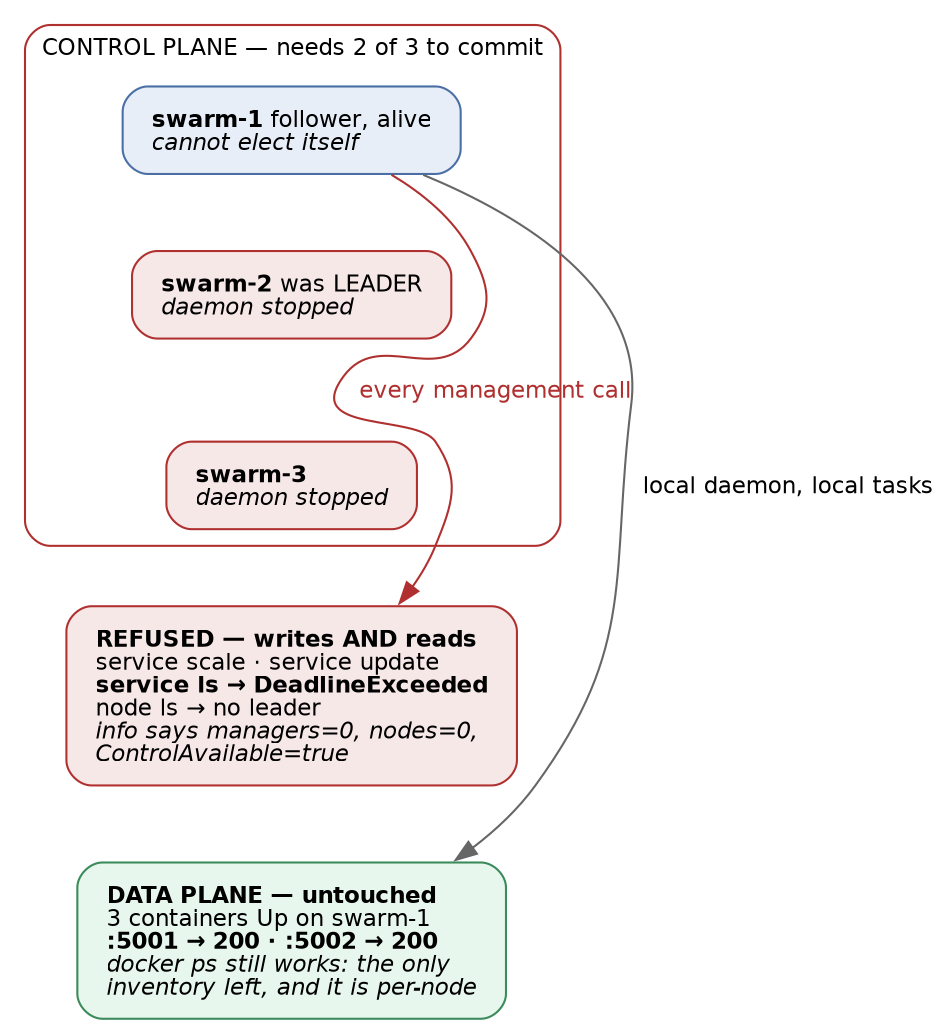 CONTROL PLANE — needs 2 of 3 to commit
swarm-1 follower, alive
cannot elect itself
swarm-2 was LEADER
daemon stopped
every management call
swarm-3
daemon stopped
local daemon, local tasks
REFUSED — writes AND reads
service scale · service update
service ls → DeadlineExceeded
node ls → no leader
info says managers=0, nodes=0,
ControlAvailable=true
DATA PLANE — untouched
3 containers Up on swarm-1
:5001 → 200 · :5002 → 200
docker ps still works: the only
inventory left, and it is per-node